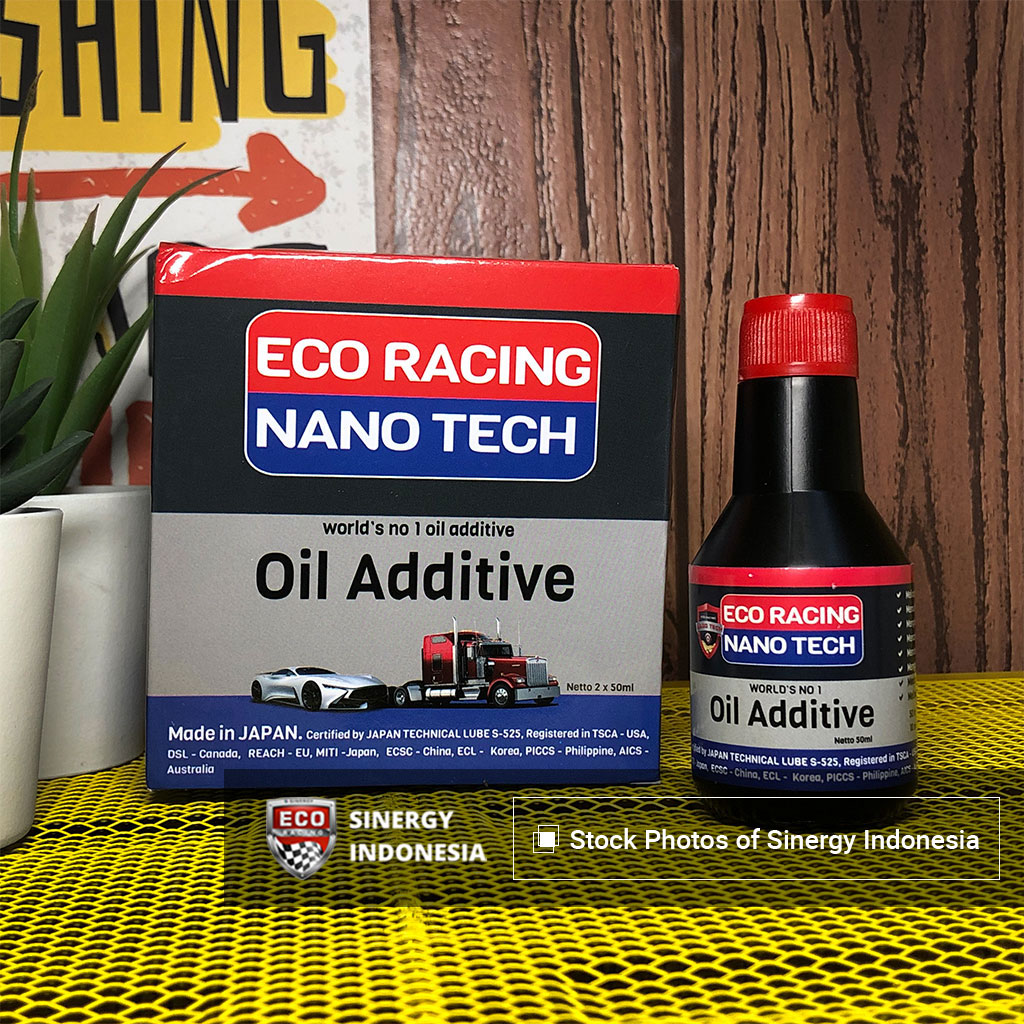 SHING
ECO RACING
NANO TECH
world's no 1 oil additive
Oil Additive
Netto 2 x 50ml
Made in JAPAN. Certified by JAPAN TECHNICAL LUBE S-525, Registered in TSCA - USA,
DSL - Canada, REACH - EU, MITI -Japan, ECSC - China, ECL - Korea, PICCS - Philippine, AICS -
Australia
ECO RACING
NANO TECH
WORLD'S NO 1
Oil Additive
Netto 50ml
by JAPAN TECHNICAL LUBE S-525, Registered in TSCA -
ECSC - China, ECL - Korea, PICCS - Philippine, AICS -
ECO
RACING
SINERGY
INDONESIA
Stock Photos of Sinergy Indonesia